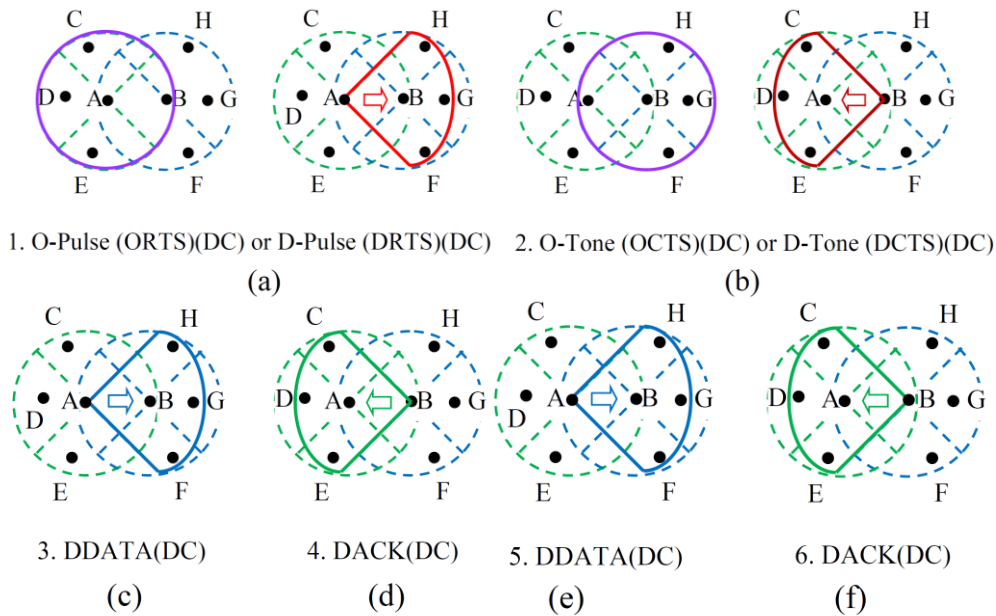 C H C H C H C H
D A B G A B G D A B G D A B G
D
E F E F E F E F
1. O-Pulse (ORTS)(DC) or D-Pulse (DRTS)(DC) 2. O-Tone (OCTS)(DC) or D-Tone (DCTS)(DC)
(a) (b)
C H C H C H C H
D A B G D A B G D A B G D A B G
E F E F E F E F
3. DDATA(DC) 4. DACK(DC) 5. DDATA(DC) 6. DACK(DC)
(c) (d) (e) (f)